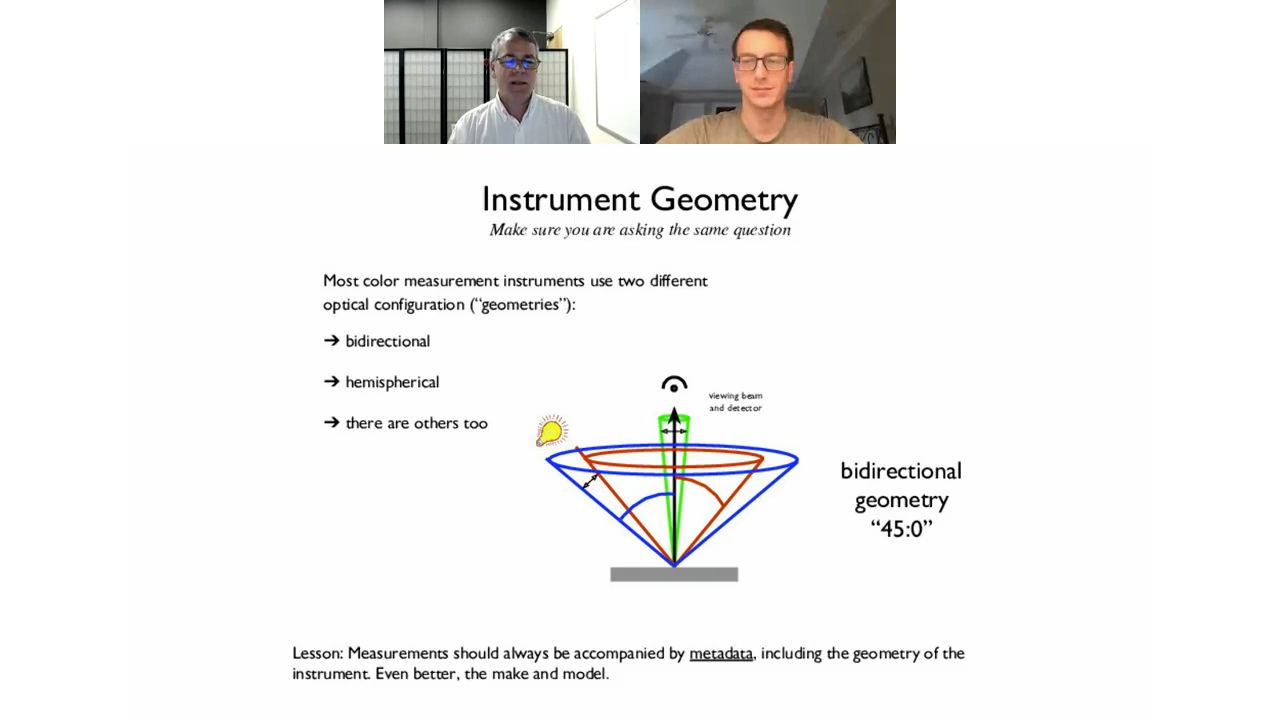 Instrument Geometry
Make sure you are asking the same question
Most color measurement instruments use two different
optical configuration (“geometries”):
➔ bidirectional
➔ hemispherical
➔ there are others too
viewing beam
and detector
bidirectional
geometry
“45:0”
Lesson: Measurements should always be accompanied by metadata, including the geometry of the
instrument. Even better, the make and model.